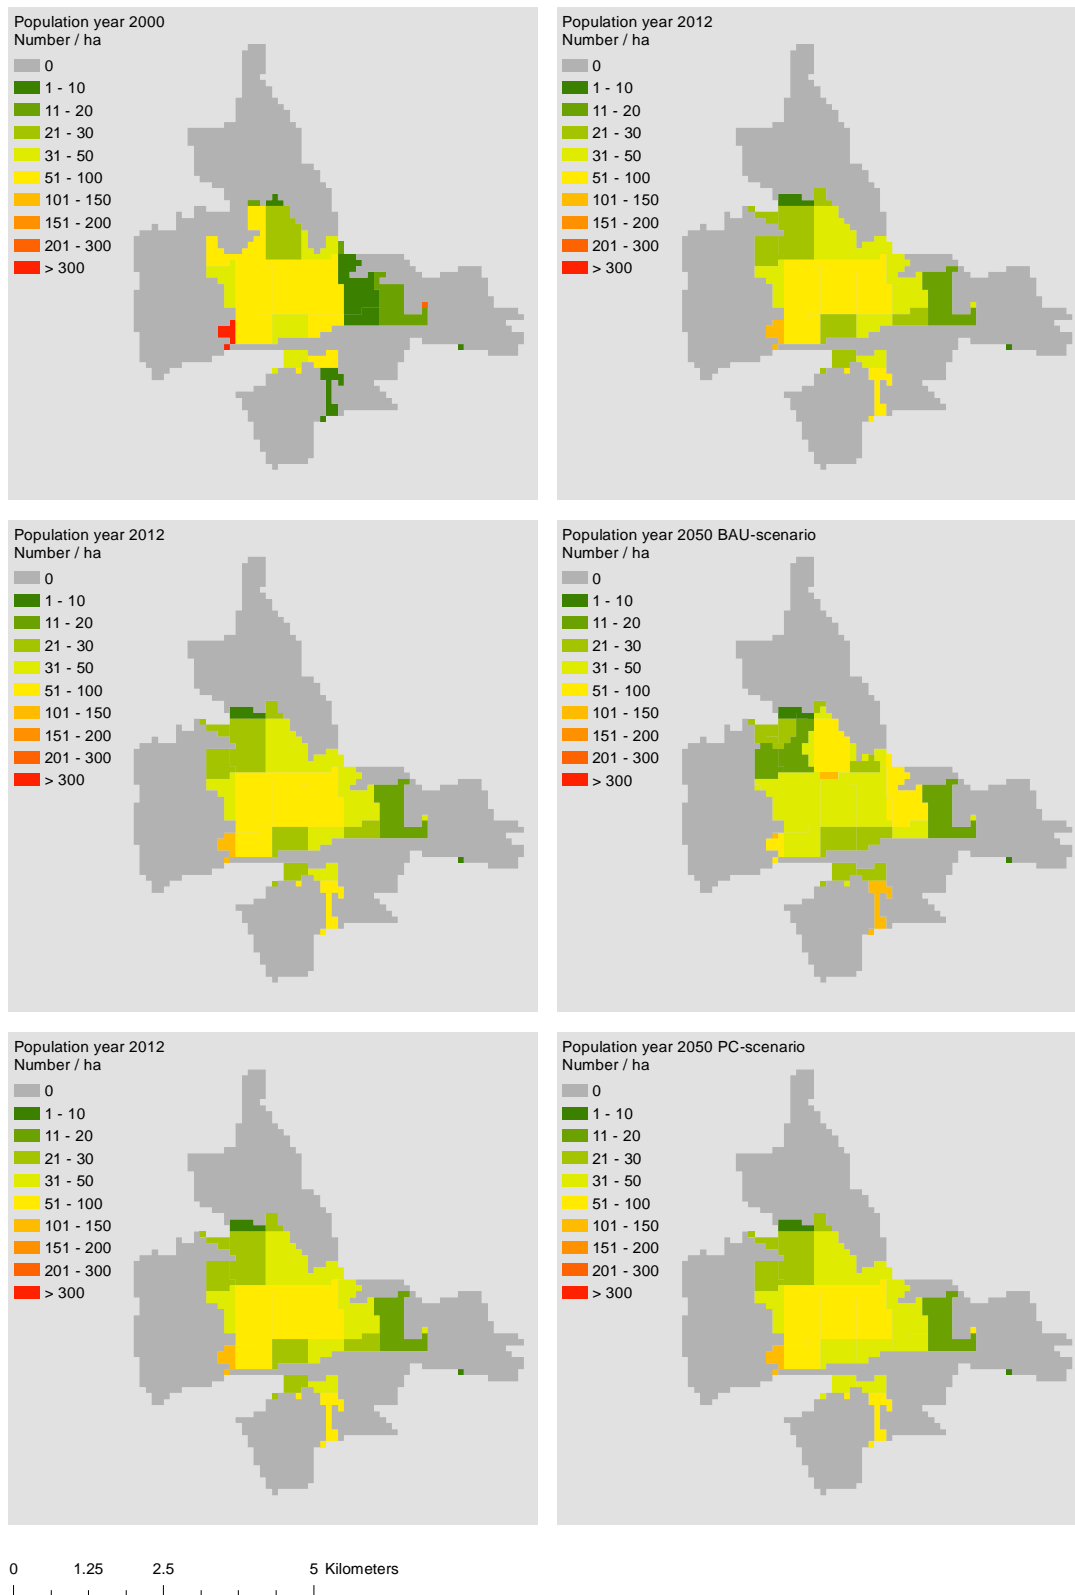 Population year 2000
Number / ha
0
1 - 10
11 - 20
21 - 30
31 - 50
51 - 100
101 - 150
151 - 200
201 - 300
> 300
Population year 2012
Number / ha
0
1 - 10
11 - 20
21 - 30
31 - 50
51 - 100
101 - 150
151 - 200
201 - 300
> 300
Population year 2012
Number / ha
0
1 - 10
11 - 20
21 - 30
31 - 50
51 - 100
101 - 150
151 - 200
201 - 300
> 300
Population year 2050 BAU-scenario
Number / ha
0
1 - 10
11 - 20
21 - 30
31 - 50
51 - 100
101 - 150
151 - 200
201 - 300
> 300
Population year 2012
Number / ha
0
1 - 10
11 - 20
21 - 30
31 - 50
51 - 100
101 - 150
151 - 200
201 - 300
> 300
Population year 2050 PC-scenario
Number / ha
0
1 - 10
11 - 20
21 - 30
31 - 50
51 - 100
101 - 150
151 - 200
201 - 300
> 300
0 1.25 2.5 5 Kilometers